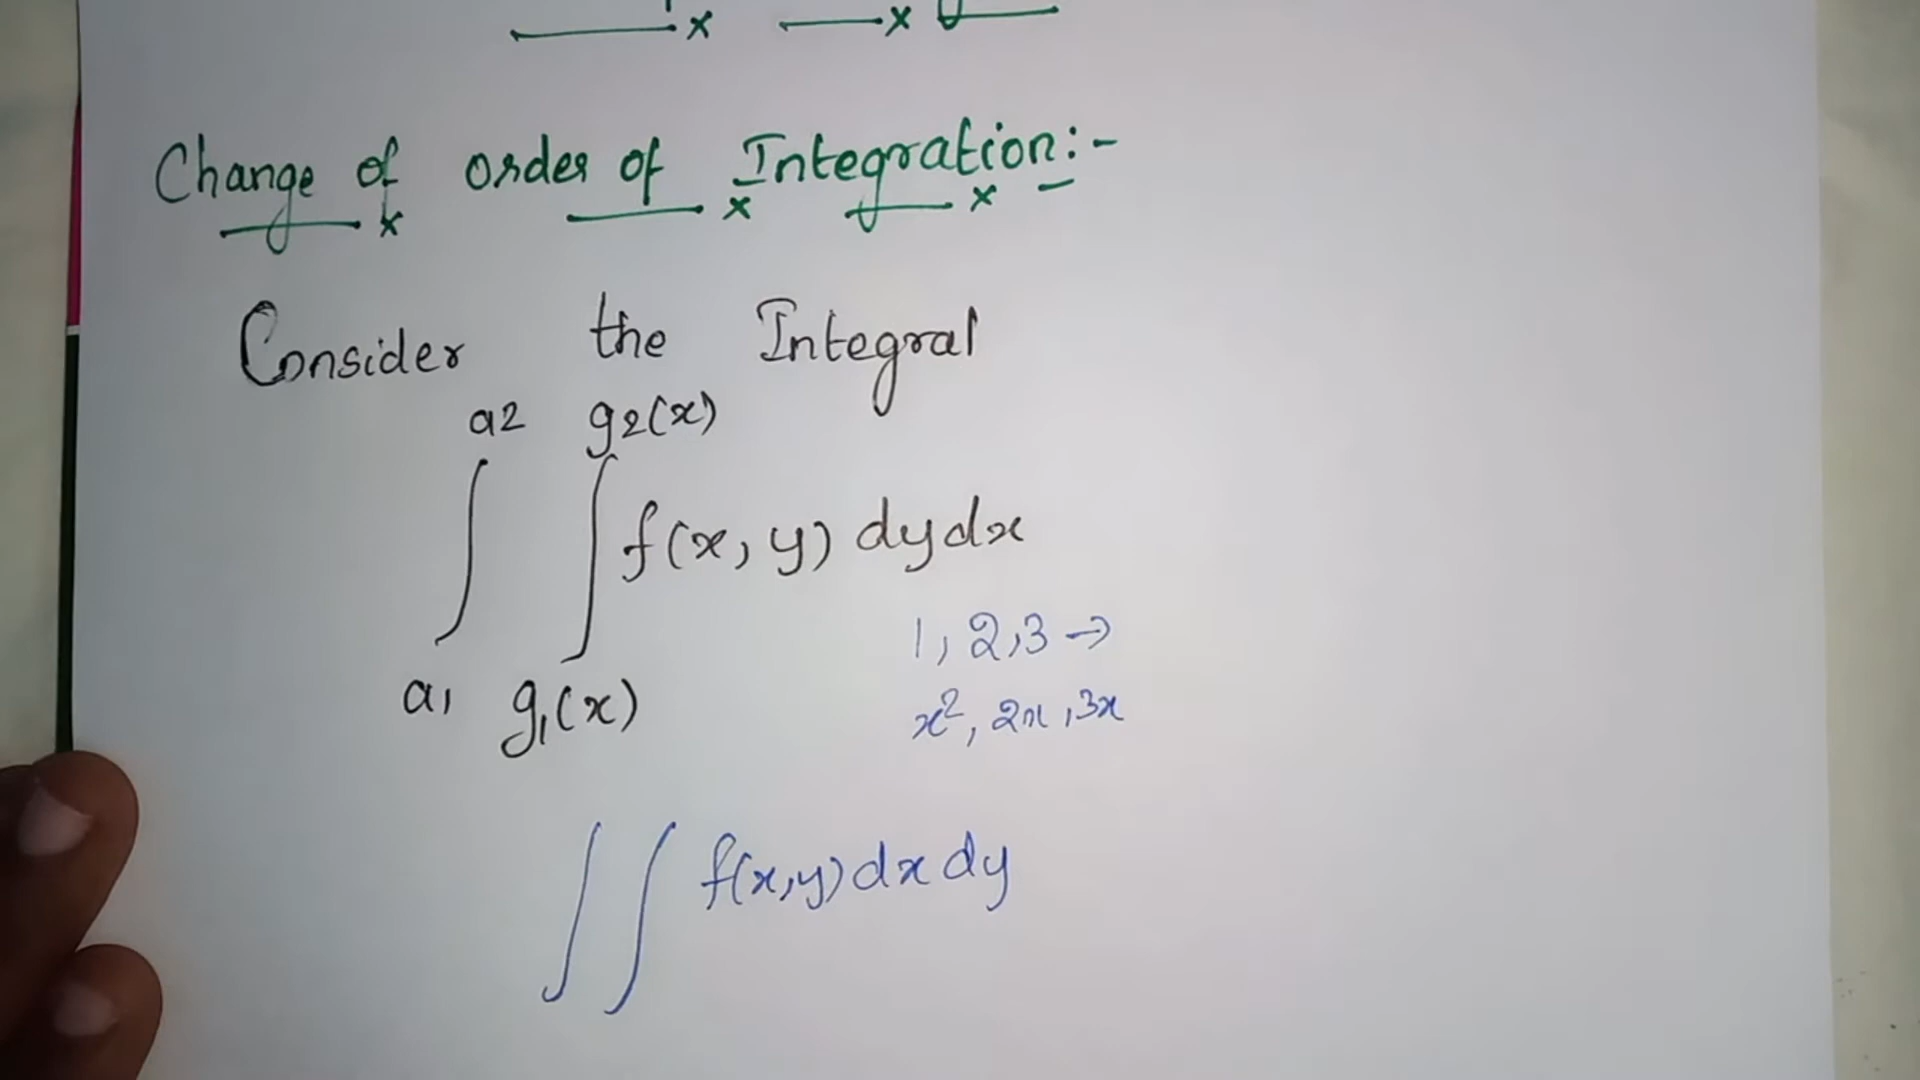 Change of order of Integration:-
Consider the Integral
a2 g2(x)
∫ ∫ f(x, y) dy dx
a1 g1(x)
1, 2, 3 →
x², 2x, 3x
∫∫ f(x,y) dx dy